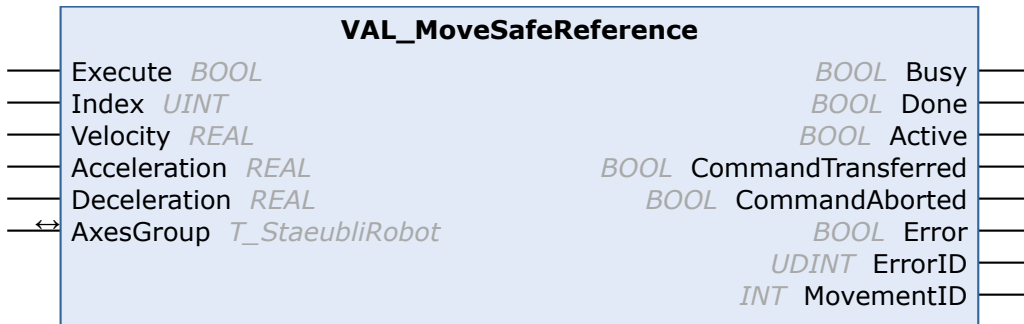 VAL_MoveSafeReference
Execute BOOL BOOL Busy
Index UINT BOOL Done
Velocity REAL BOOL Active
Acceleration REAL BOOL CommandTransferred
Deceleration REAL BOOL CommandAborted
↔ AxesGroup T_StaeubliRobot BOOL Error
UDINT ErrorID
INT MovementID